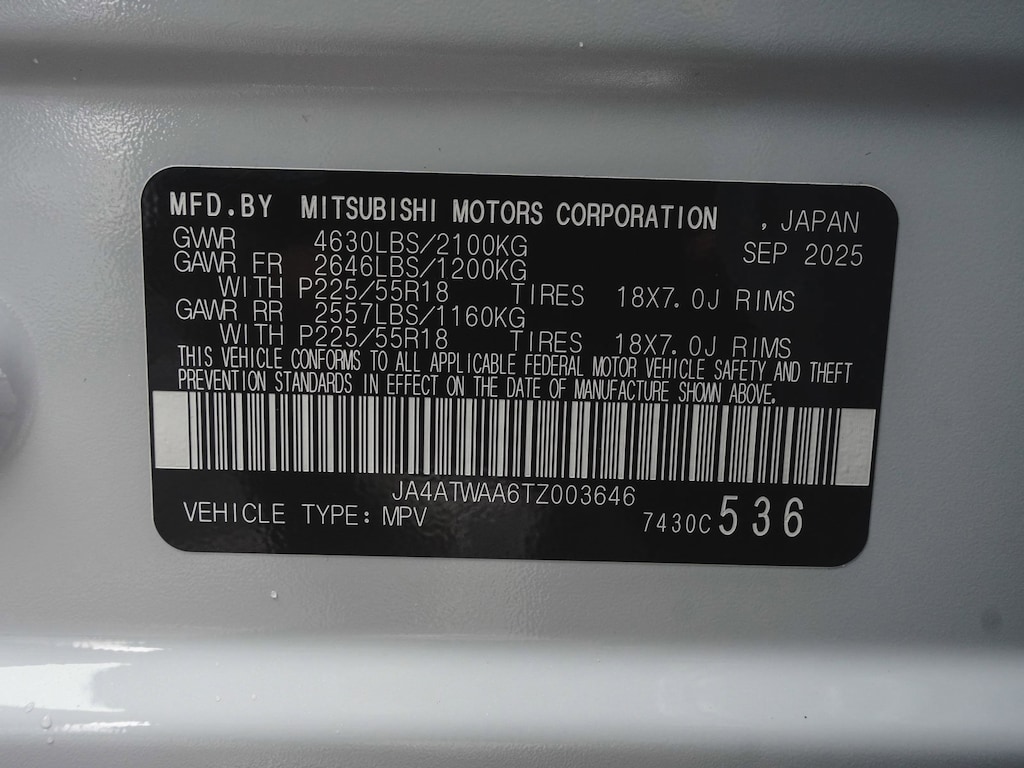 MFD.BY MITSUBISHI MOTORS CORPORATION , JAPAN
GVWR 4630LBS/2100KG SEP 2025
GAWR FR 2646LBS/1200KG
WITH P225/55R18 TIRES 18X7.0J RIMS
GAWR RR 2557LBS/1160KG
WITH P225/55R18 TIRES 18X7.0J RIMS
THIS VEHICLE CONFORMS TO ALL APPLICABLE FEDERAL MOTOR VEHICLE SAFETY AND THEFT
PREVENTION STANDARDS IN EFFECT ON THE DATE OF MANUFACTURE SHOWN ABOVE.
JA4ATWAA6TZ003646
VEHICLE TYPE: MPV 7430C 536